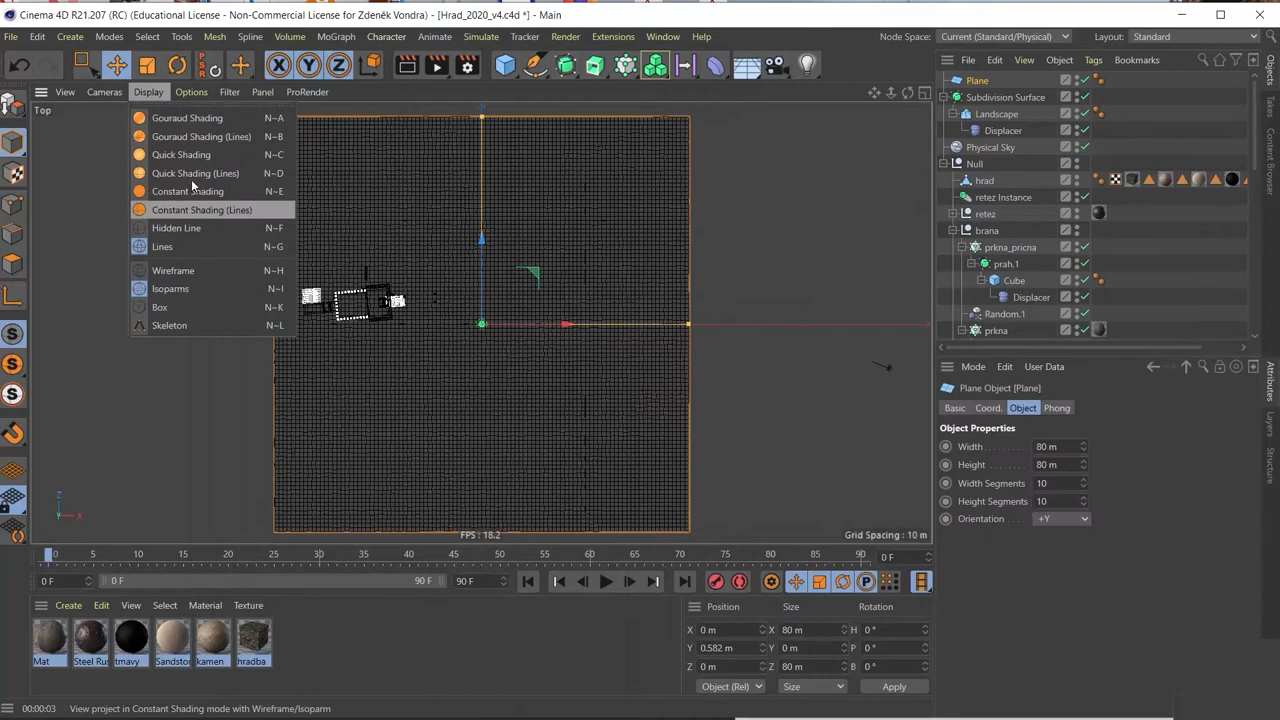 Cinema 4D R21.207 (RC) (Educational License - Non-Commercial License for Zdeněk Vondra) - [Hrad_2020_v4.c4d *] - Main
File Edit Create Modes Select Tools Mesh Spline Volume MoGraph Character Animate Simulate Tracker Render Extensions Window Help
Node Space: Current (Standard/Physical) Layout: Standard
File Edit View Object Tags Bookmarks
View Cameras Display Options Filter Panel ProRender
Top
Gouraud Shading N~A
Gouraud Shading (Lines) N~B
Quick Shading N~C
Quick Shading (Lines) N~D
Constant Shading N~E
Constant Shading (Lines)
Hidden Line N~F
Lines N~G
Wireframe N~H
Isoparms N~I
Box N~K
Skeleton N~L
Z
Y X
FPS : 18.2
Grid Spacing : 10 m
Plane
Subdivision Surface
Landscape
Displacer
Physical Sky
Null
hrad
retez Instance
retez
brana
prkna_pricna
prah.1
Cube
Displacer
Random.1
prkna
Objects
Takes
Content Browser
Mode Edit User Data
Plane Object [Plane]
Basic Coord. Object Phong
Object Properties
Width 80 m
Height 80 m
Width Segments 10
Height Segments 10
Orientation +Y
Attributes
Layers
Structure
0 5 10 15 20 25 30 35 40 45 50 55 60 65 70 75 80 85 90 0 F
0 F 0 F 90 F 90 F
Create Edit View Select Material Texture
Mat Steel Rus tmavy Sandsto kamen hradba
Position Size Rotation
X 0 m X 80 m H 0 °
Y 0.582 m Y 0 m P 0 °
Z 0 m Z 80 m B 0 °
Object (Rel) Size Apply
00:00:03 View project in Constant Shading mode with Wireframe/Isoparm